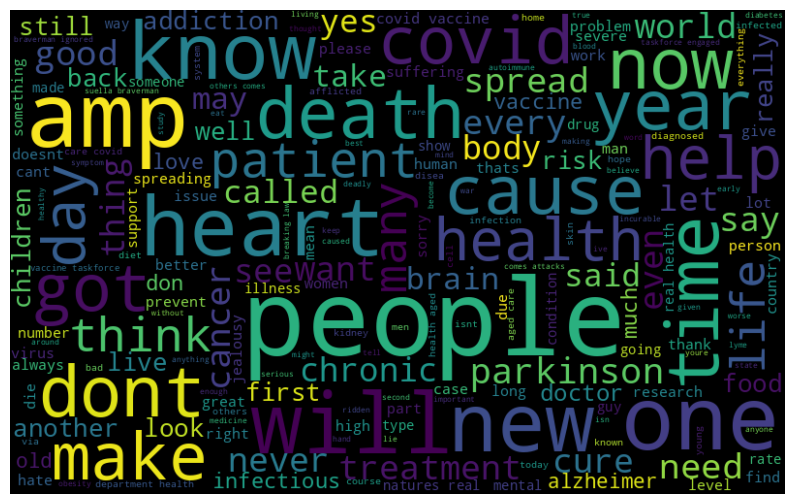 still way addiction yes covid vaccine home problem world true diabetes infected
good know covid severe now taskforce engaged
something braverman ignored back someone please work everything
made suella braverman others comes take suffering spread autoimmune blood really
amp death afflicted vaccine drug year
may well every rare
doesnt eat study best show body man diagnosed give
cant love patient human risk hope help
spreading issue deadly thats disea mind making believe
day thing support called cause let lot
children mean many sorry health say
don better diet breaking law keep caused women infection skin incurable early
vaccine taskforce see want brain said even person
prevent illness comes attacks condition real health country
got cancer jealousy people due aged care much time life
number without think kidney men isnt going given worse
virus around live chronic parkinson thank youre lyme
always bad anything serious might tell food state
dont die first case doctor research
another great others enough part second important long guy isn anyone
look right medicine will high type lie new known one young
via make never hand ridden today cure need rate
old hate obesity department health infectious course treatment natures real mental alzheimer level find